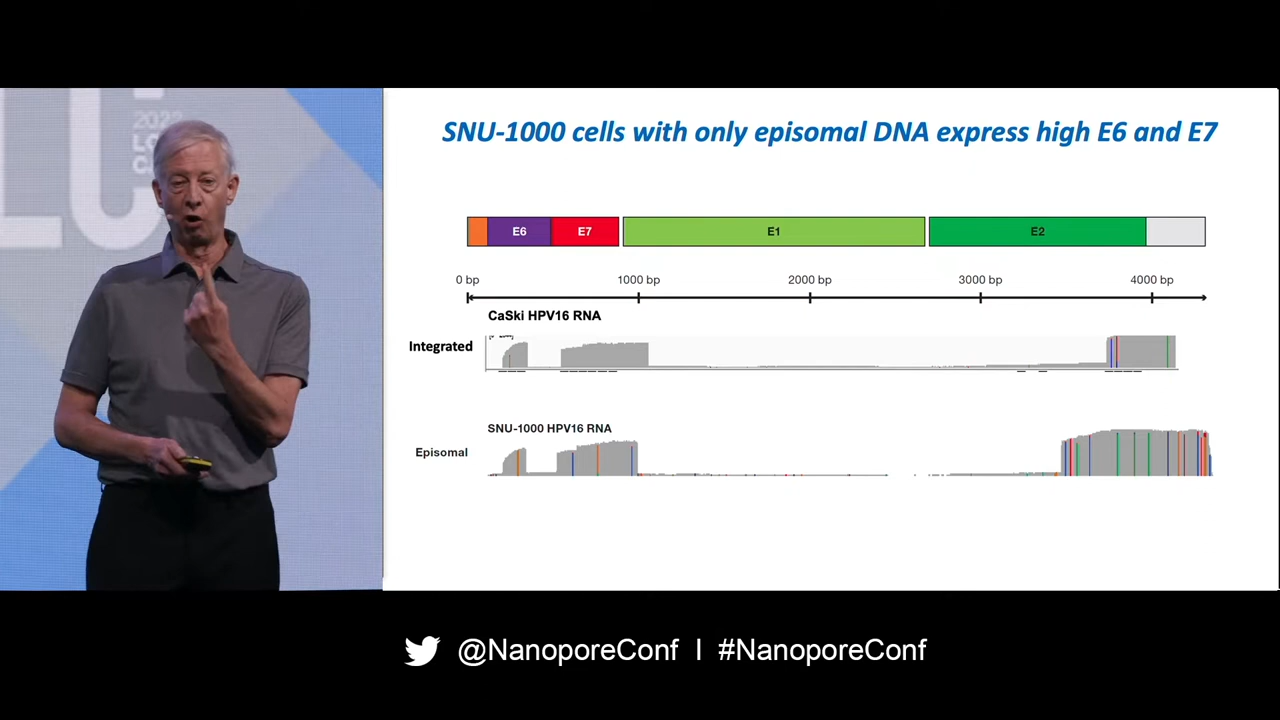 2022
SNU-1000 cells with only episomal DNA express high E6 and E7
E6 E7 E1 E2
0 bp 1000 bp 2000 bp 3000 bp 4000 bp
CaSki HPV16 RNA
Integrated
SNU-1000 HPV16 RNA
Episomal
@NanoporeConf | #NanoporeConf